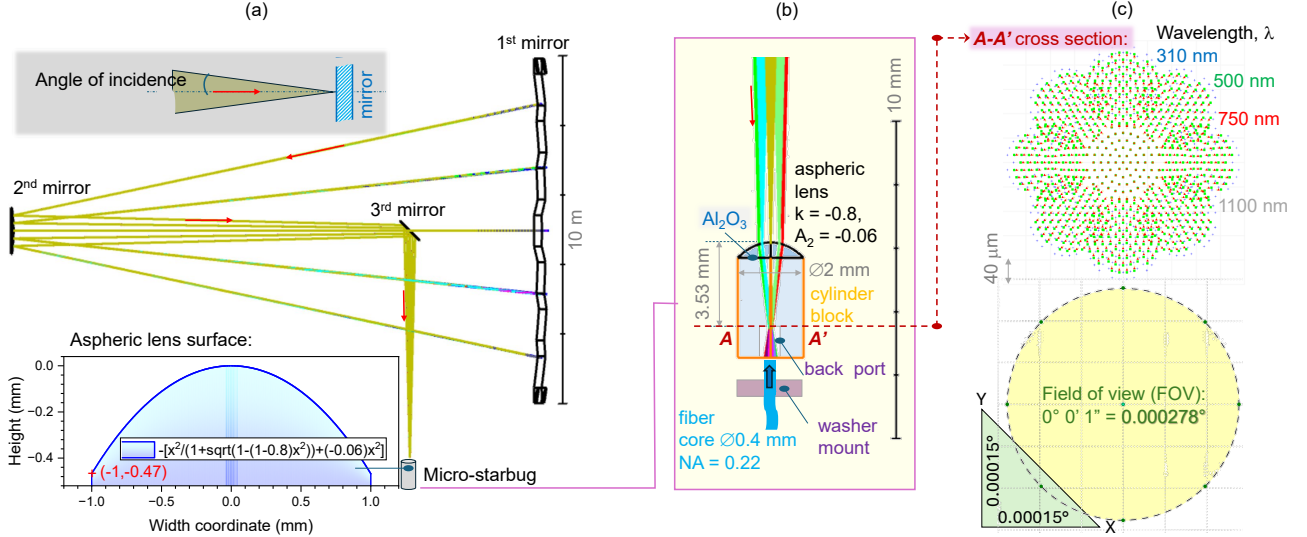 (a)
Angle of incidence
mirror
1st mirror
2nd mirror
3rd mirror
10 m
Aspheric lens surface:
Height (mm)
0.0
−0.2
−0.4
-[x²/(1+sqrt(1-(1-0.8)x²))+(-0.06)x²]
(-1,-0.47)
−1.0
−0.5
0.0
0.5
1.0
Width coordinate (mm)
Micro-starbug
(b)
10 mm
aspheric
lens
k = -0.8,
A2 = -0.06
Al2O3
3.53 mm
∅2 mm
cylinder
block
A
A'
back port
fiber
core ∅0.4 mm
NA = 0.22
washer
mount
(c)
A-A' cross section:
Wavelength, λ
310 nm
500 nm
750 nm
1100 nm
40 μm
Field of view (FOV):
0° 0' 1" = 0.000278°
Y
0.00015°
0.00015°
X